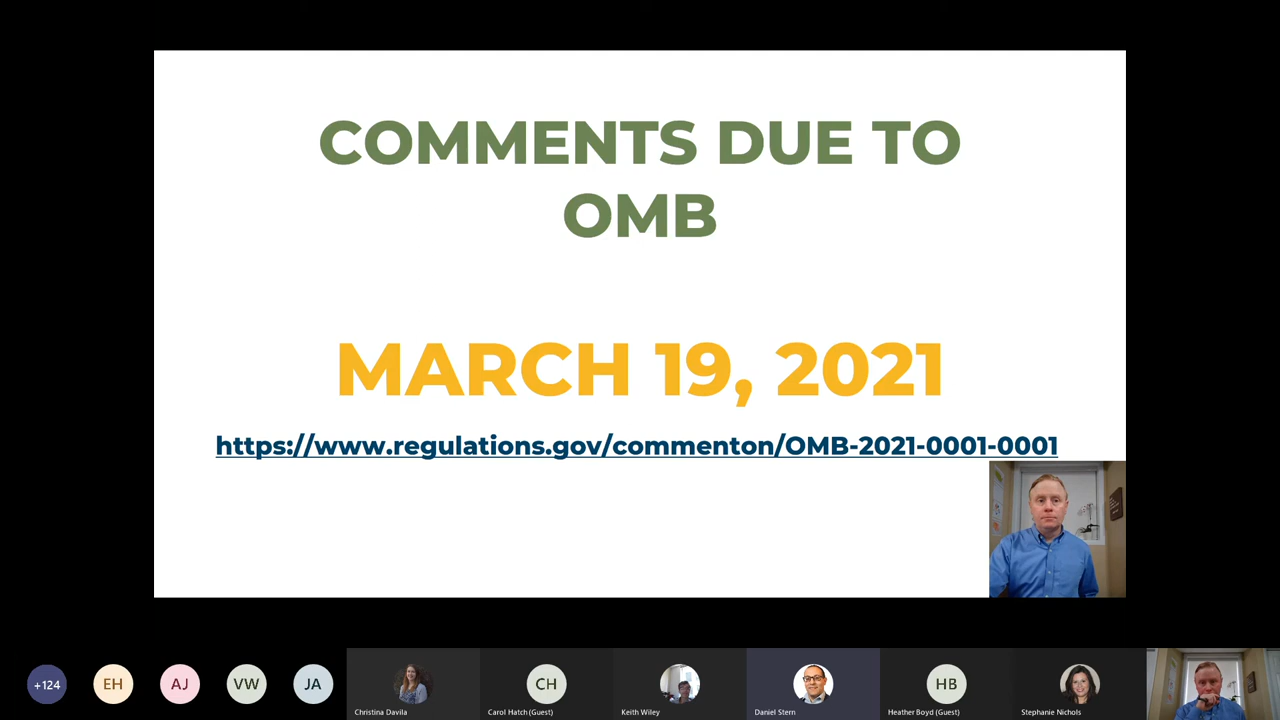 COMMENTS DUE TO
OMB
MARCH 19, 2021
https://www.regulations.gov/commenton/OMB-2021-0001-0001
+124
EH
AJ
VW
JA
Christina Davila
CH
Carol Hatch (Guest)
Keith Wiley
Daniel Stern
HB
Heather Boyd (Guest)
Stephanie Nichols